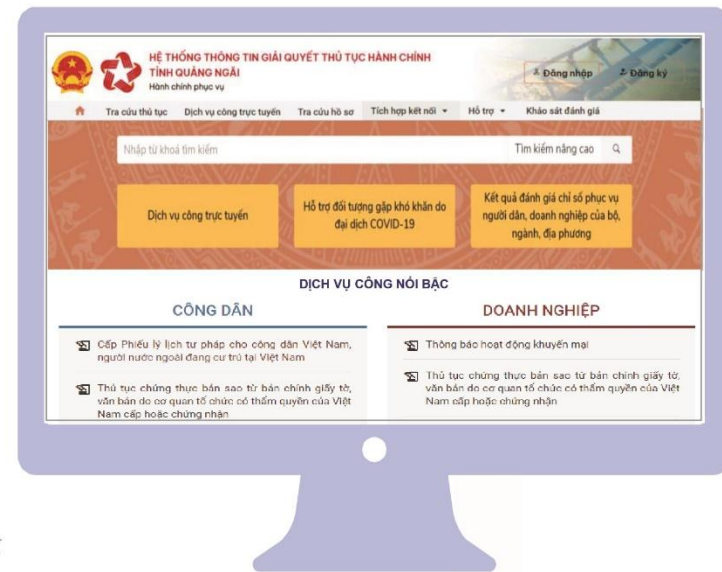 HỆ THỐNG THÔNG TIN GIẢI QUYẾT THỦ TỤC HÀNH CHÍNH
TỈNH QUẢNG NGÃI
Hành chính phục vụ
Đăng nhập
Đăng ký
Tra cứu thủ tục Dịch vụ công trực tuyến Tra cứu hồ sơ Tích hợp kết nối Hỗ trợ Khảo sát đánh giá
Nhập từ khoá tìm kiếm
Tìm kiếm nâng cao
Dịch vụ công trực tuyến
Hỗ trợ đối tượng gặp khó khăn do
đại dịch COVID-19
Kết quả đánh giá chỉ số phục vụ
người dân, doanh nghiệp của bộ,
ngành, địa phương
DỊCH VỤ CÔNG NỔI BẬC
CÔNG DÂN
Cấp Phiếu lý lịch tư pháp cho công dân Việt Nam,
người nước ngoài đang cư trú tại Việt Nam
Thủ tục chứng thực bản sao từ bản chính giấy tờ,
văn bản do cơ quan tổ chức có thẩm quyền của Việt
Nam cấp hoặc chứng nhận
DOANH NGHIỆP
Thông báo hoạt động khuyến mại
Thủ tục chứng thực bản sao từ bản chính giấy tờ,
văn bản do cơ quan tổ chức có thẩm quyền của Việt
Nam cấp hoặc chứng nhận